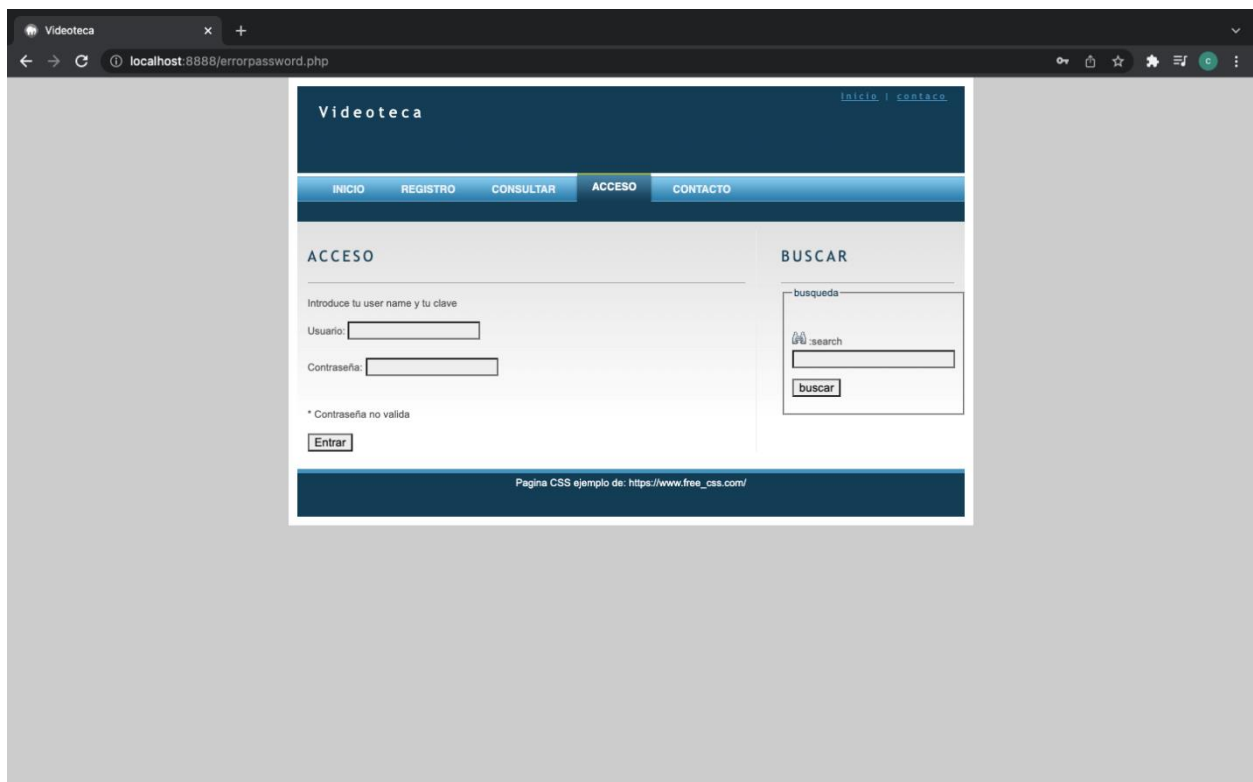 Videoteca
localhost:8888/errorpassword.php
C
Inicio | contaco
Videoteca
INICIO REGISTRO CONSULTAR ACCESO CONTACTO
ACCESO
Introduce tu user name y tu clave
Usuario:
Contraseña:
* Contraseña no valida
Entrar
BUSCAR
busqueda
:search
buscar
Pagina CSS ejemplo de: https://www.free_css.com/